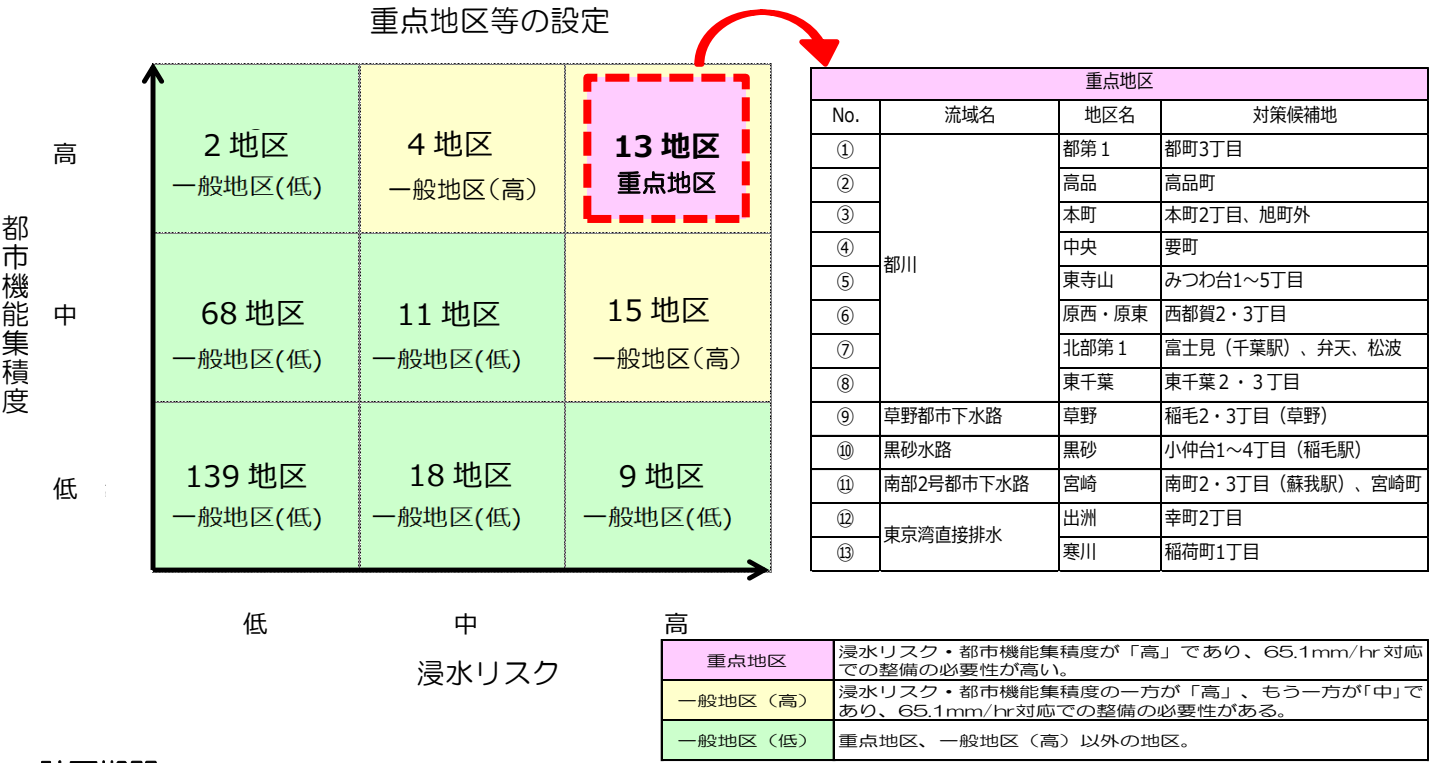 重点地区等の設定
都市機能集積度
高
2 地区
一般地区(低)
4 地区
一般地区(高)
13 地区
重点地区
中
68 地区
一般地区(低)
11 地区
一般地区(低)
15 地区
一般地区(高)
低
139 地区
一般地区(低)
18 地区
一般地区(低)
9 地区
一般地区(低)
低 中 高
浸水リスク
重点地区
No. 流域名 地区名 対策候補地
① 都川 都第1 都町3丁目
② 高品 高品町
③ 本町 本町2丁目、旭町外
④ 中央 要町
⑤ 東寺山 みつわ台1~5丁目
⑥ 原西・原東 西都賀2・3丁目
⑦ 北部第1 富士見(千葉駅)、弁天、松波
⑧ 東千葉 東千葉2・3丁目
⑨ 草野都市下水路 草野 稲毛2・3丁目(草野)
⑩ 黒砂水路 黒砂 小仲台1~4丁目(稲毛駅)
⑪ 南部2号都市下水路 宮崎 南町2・3丁目(蘇我駅)、宮崎町
⑫ 東京湾直接排水 出洲 幸町2丁目
⑬ 寒川 稲荷町1丁目
重点地区 浸水リスク・都市機能集積度が「高」であり、65.1mm/hr対応
での整備の必要性が高い。
一般地区(高) 浸水リスク・都市機能集積度の一方が「高」、もう一方が「中」で
あり、65.1mm/hr対応での整備の必要性がある。
一般地区(低) 重点地区、一般地区(高)以外の地区。